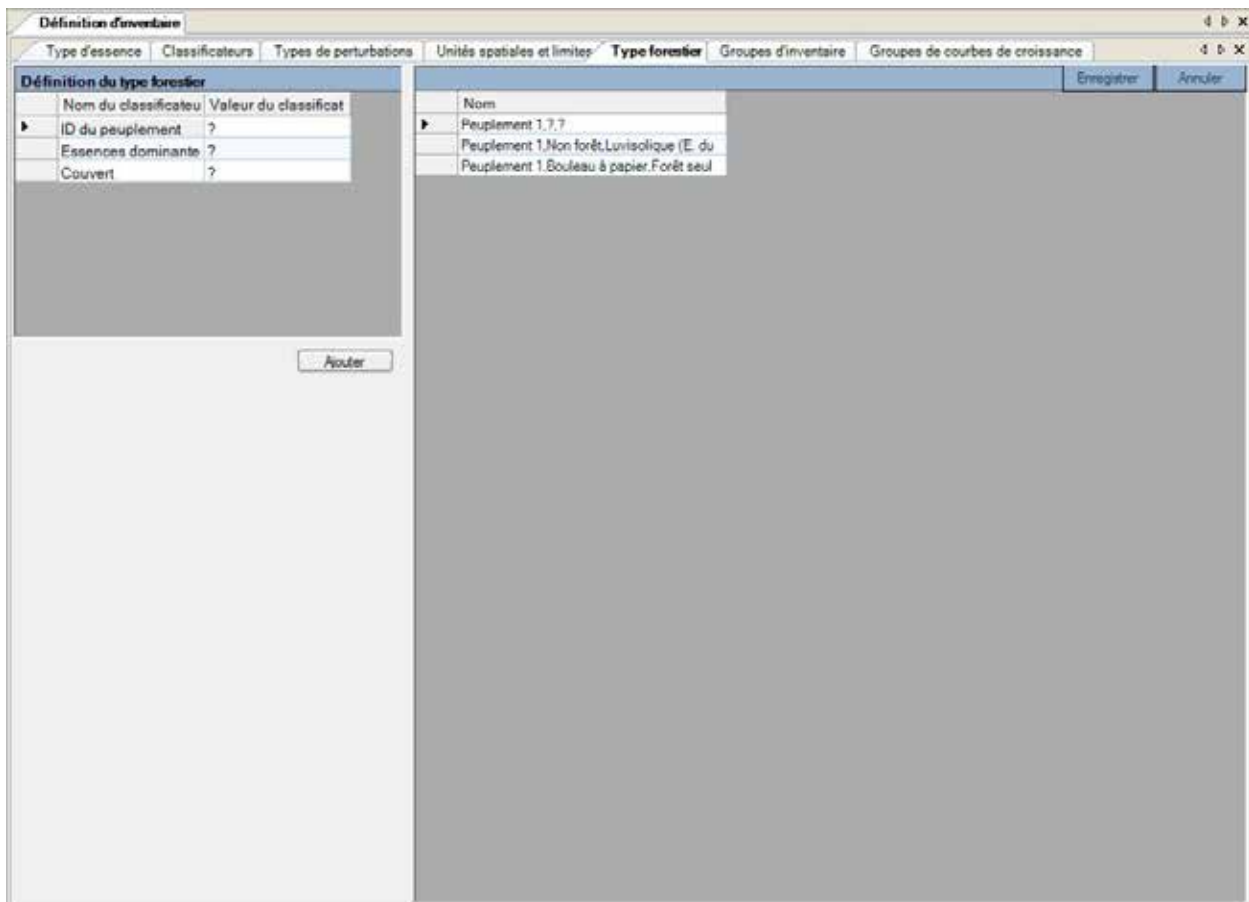 Définition d'inventaire
Type d'essence Classificateurs Types de perturbations Unités spatiales et limites Type forestier Groupes d'inventaire Groupes de courbes de croissance
Définition du type forestier
Enregistrer Annuler
Nom du classificateu Valeur du classificat
ID du peuplement ?
Essences dominante ?
Couvert ?
Nom
Peuplement 1,?,?
Peuplement 1,Non forêt,Luvisolique (E. du
Peuplement 1,Bouleau à papier,Forêt seul
Ajouter